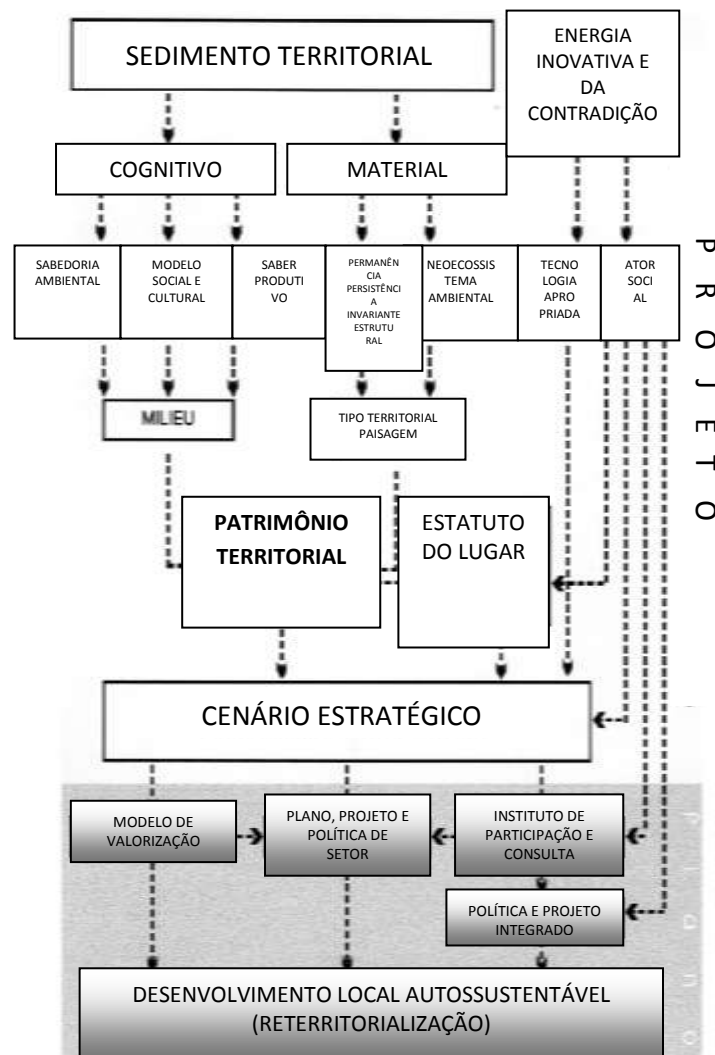 SEDIMENTO TERRITORIAL
ENERGIA
INOVATIVA E
DA
CONTRADIÇÃO
COGNITIVO
MATERIAL
SABEDORIA
AMBIENTAL
MODELO
SOCIAL E
CULTURAL
SABER
PRODUTI
VO
PERMANÊN
CIA
PERSISTÊNCI
A
INVARIANTE
ESTRUTU
RAL
NEOECOSSIS
TEMA
AMBIENTAL
TECNO
LOGIA
APRO
PRIADA
ATOR
SOCI
AL
P R O J E T O
MILIEU
TIPO TERRITORIAL
PAISAGEM
PATRIMÔNIO
TERRITORIAL
ESTATUTO
DO LUGAR
CENÁRIO ESTRATÉGICO
MODELO DE
VALORIZAÇÃO
PLANO, PROJETO E
POLÍTICA DE
SETOR
INSTITUTO DE
PARTICIPAÇÃO E
CONSULTA
POLÍTICA E PROJETO
INTEGRADO
DESENVOLVIMENTO LOCAL AUTOSSUSTENTÁVEL
(RETERRITORIALIZAÇÃO)